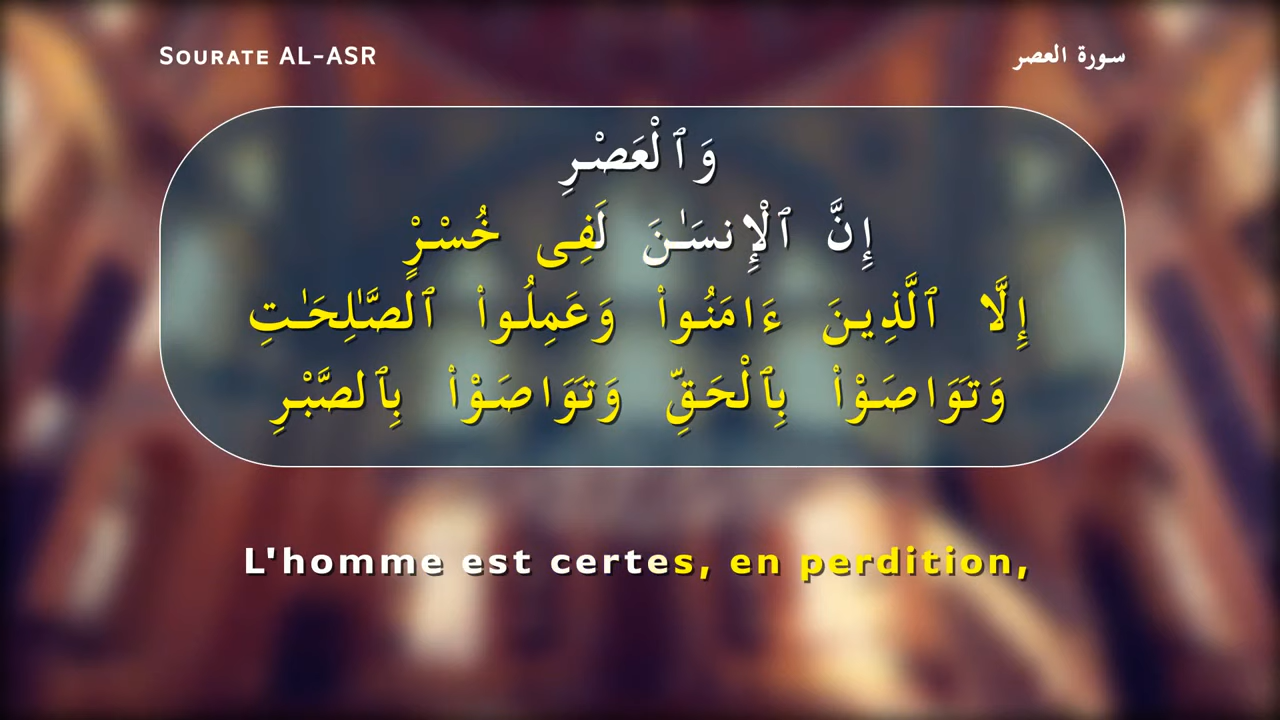 Sourate AL-ASR
سورة العصر
وَٱلْعَصْرِ
إِنَّ ٱلْإِنسَـٰنَ لَفِى خُسْرٍ
إِلَّا ٱلَّذِينَ ءَامَنُوا۟ وَعَمِلُوا۟ ٱلصَّـٰلِحَـٰتِ
وَتَوَاصَوْا۟ بِٱلْحَقِّ وَتَوَاصَوْا۟ بِٱلصَّبْرِ
L'homme est certes, en perdition,